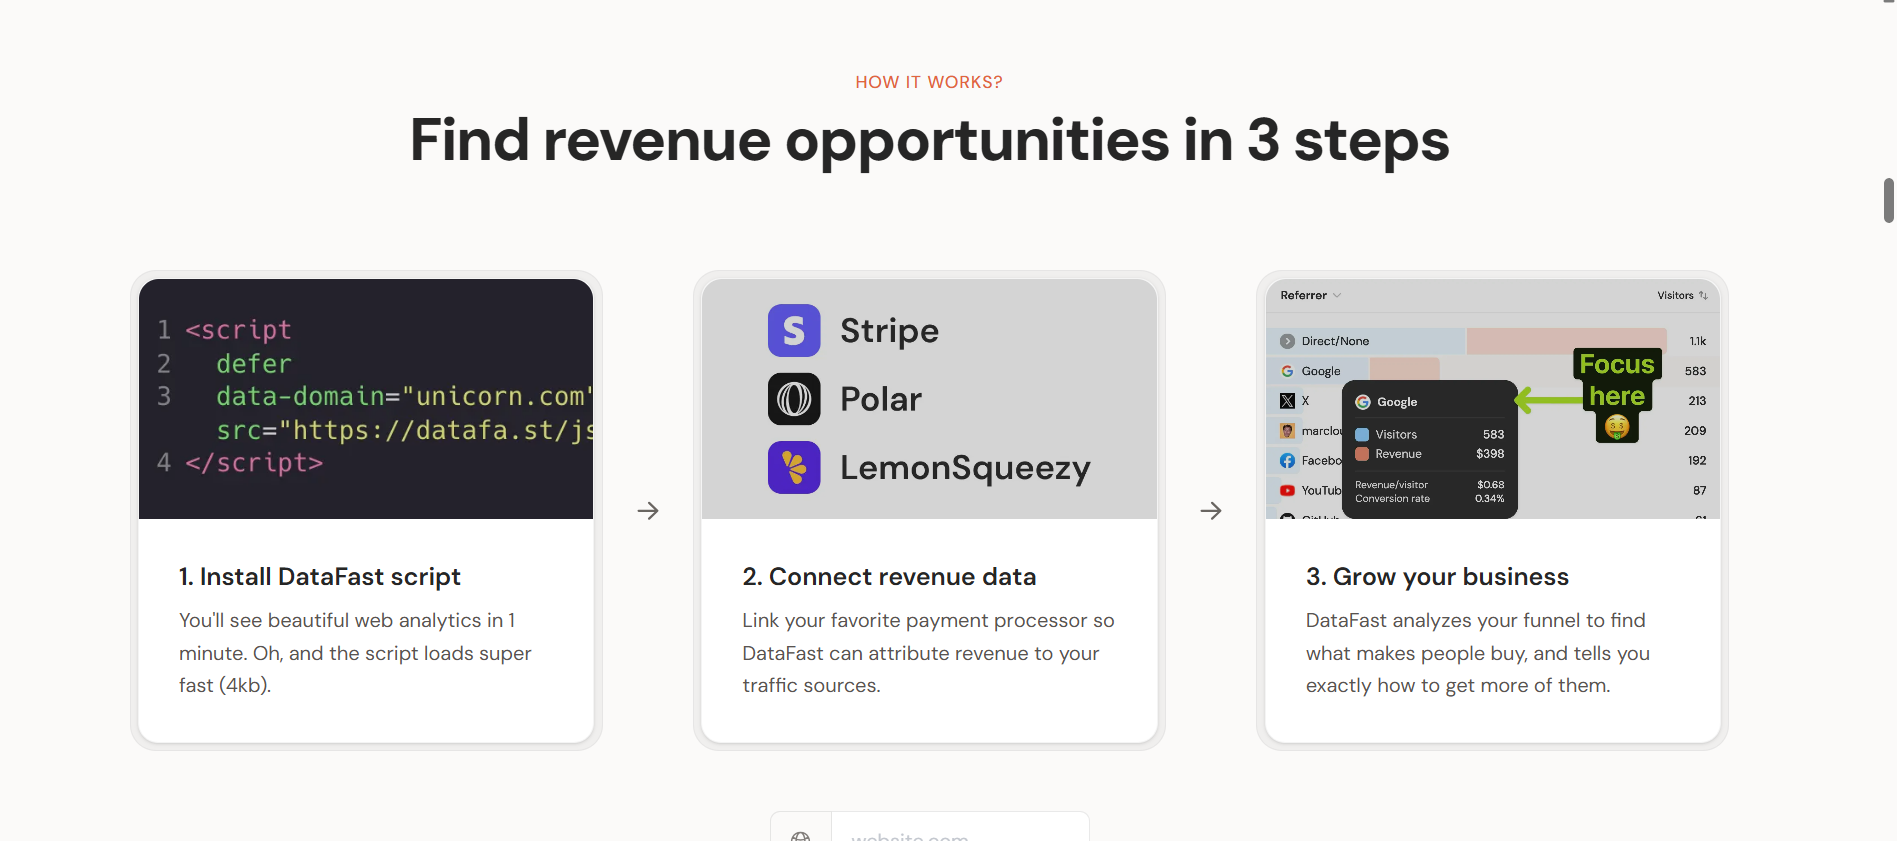 HOW IT WORKS?
Find revenue opportunities in 3 steps
1 <script
2 defer
3 data-domain="unicorn.com"
src="https://datafa.st/js
4 </script>
1. Install DataFast script
You'll see beautiful web analytics in 1
minute. Oh, and the script loads super
fast (4kb).
Stripe
Polar
LemonSqueezy
2. Connect revenue data
Link your favorite payment processor so
DataFast can attribute revenue to your
traffic sources.
Referrer Visitors
Direct/None 1.1k
Google 583
X 213
marclou 209
Facebo 192
YouTub 87
Focus
here
Google
Visitors 583
Revenue $398
Revenue/visitor $0.68
Conversion rate 0.34%
3. Grow your business
DataFast analyzes your funnel to find
what makes people buy, and tells you
exactly how to get more of them.
website.com